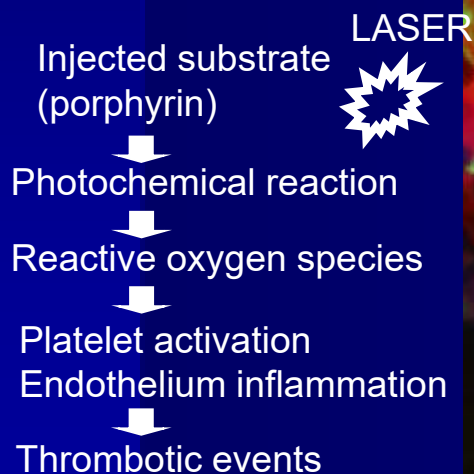 LASER
Injected substrate
(porphyrin)
Photochemical reaction
Reactive oxygen species
Platelet activation
Endothelium inflammation
Thrombotic events